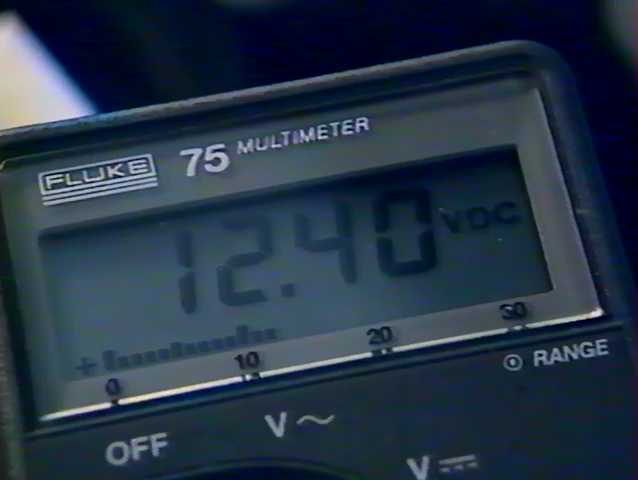 FLUKE 75 MULTIMETER
12.40 VDC
+
0 10 20 30
RANGE
OFF V~ V⎓